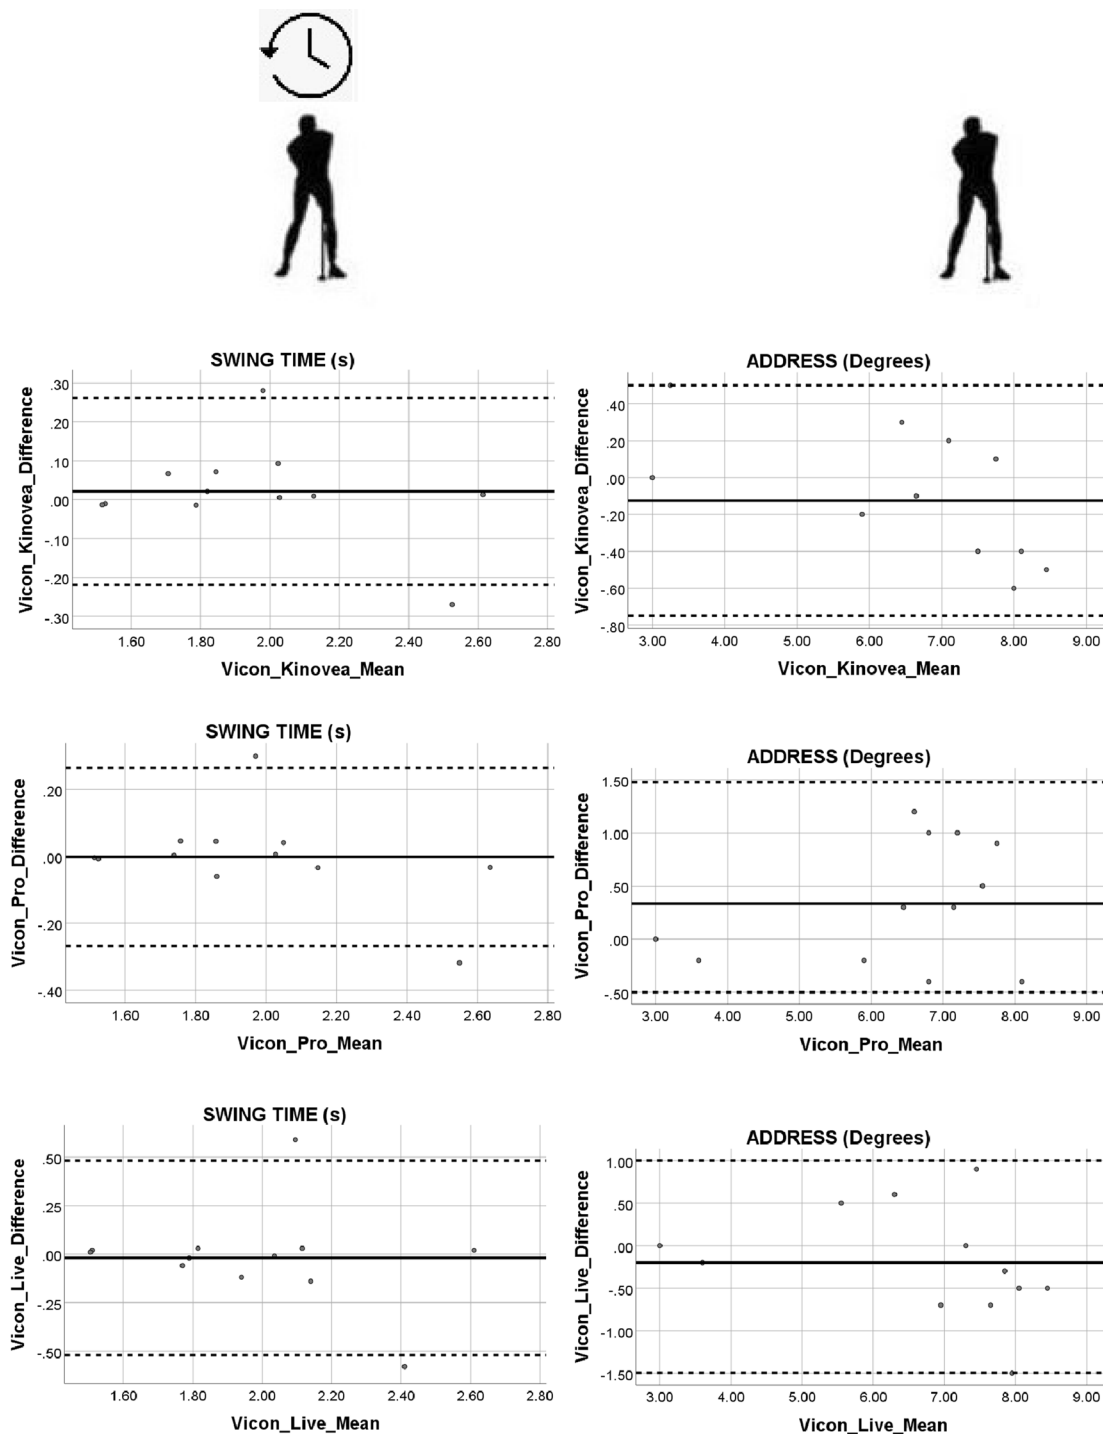 SWING TIME (s)
Vicon_Kinovea_Difference
.30
.20
.10
.00
-.10
-.20
-.30
1.60 1.80 2.00 2.20 2.40 2.60 2.80
Vicon_Kinovea_Mean
ADDRESS (Degrees)
Vicon_Kinovea_Difference
.40
.20
.00
-.20
-.40
-.60
-.80
3.00 4.00 5.00 6.00 7.00 8.00 9.00
Vicon_Kinovea_Mean
SWING TIME (s)
Vicon_Pro_Difference
.20
.00
-.20
-.40
1.60 1.80 2.00 2.20 2.40 2.60 2.80
Vicon_Pro_Mean
ADDRESS (Degrees)
Vicon_Pro_Difference
1.50
1.00
.50
.00
-.50
3.00 4.00 5.00 6.00 7.00 8.00 9.00
Vicon_Pro_Mean
SWING TIME (s)
Vicon_Live_Difference
.50
.25
.00
-.25
-.50
1.60 1.80 2.00 2.20 2.40 2.60 2.80
Vicon_Live_Mean
ADDRESS (Degrees)
Vicon_Live_Difference
1.00
.50
.00
-.50
-1.00
-1.50
3.00 4.00 5.00 6.00 7.00 8.00 9.00
Vicon_Live_Mean